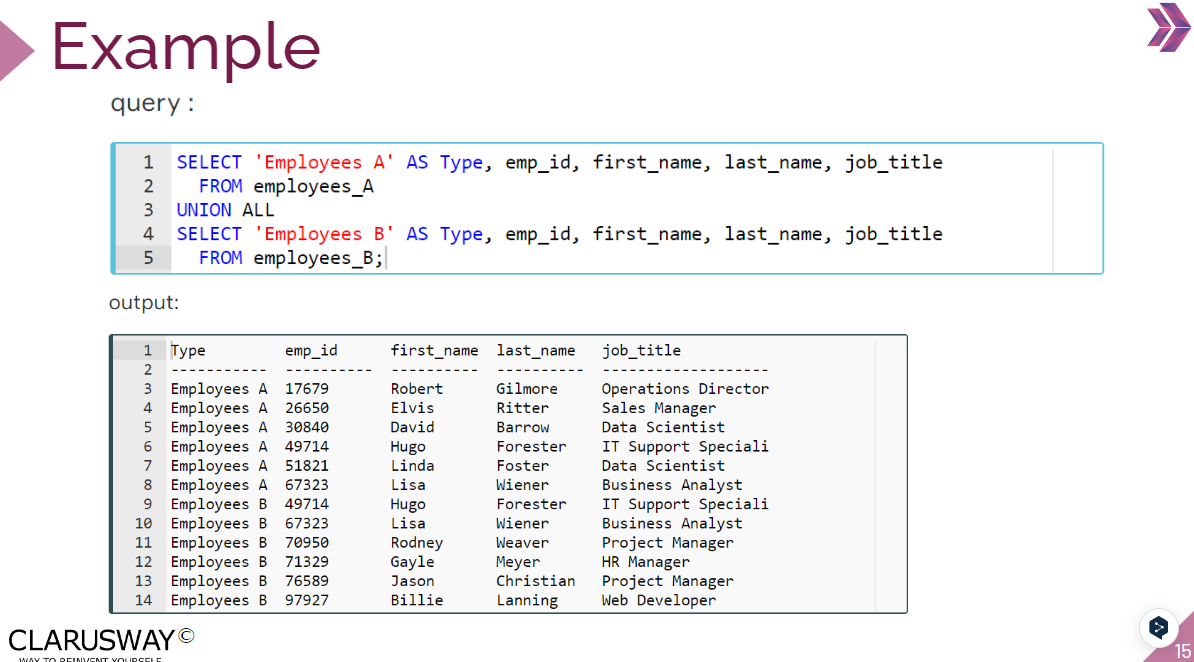 Example
query :
1 SELECT 'Employees A' AS Type, emp_id, first_name, last_name, job_title
2 FROM employees_A
3 UNION ALL
4 SELECT 'Employees B' AS Type, emp_id, first_name, last_name, job_title
5 FROM employees_B;
output:
1 Type emp_id first_name last_name job_title
2 ----------- ---------- ---------- ---------- -------------------
3 Employees A 17679 Robert Gilmore Operations Director
4 Employees A 26650 Elvis Ritter Sales Manager
5 Employees A 30840 David Barrow Data Scientist
6 Employees A 49714 Hugo Forester IT Support Speciali
7 Employees A 51821 Linda Foster Data Scientist
8 Employees A 67323 Lisa Wiener Business Analyst
9 Employees B 49714 Hugo Forester IT Support Speciali
10 Employees B 67323 Lisa Wiener Business Analyst
11 Employees B 70950 Rodney Weaver Project Manager
12 Employees B 71329 Gayle Meyer HR Manager
13 Employees B 76589 Jason Christian Project Manager
14 Employees B 97927 Billie Lanning Web Developer
CLARUSWAY©
WAY TO REINVENT YOURSELF
15